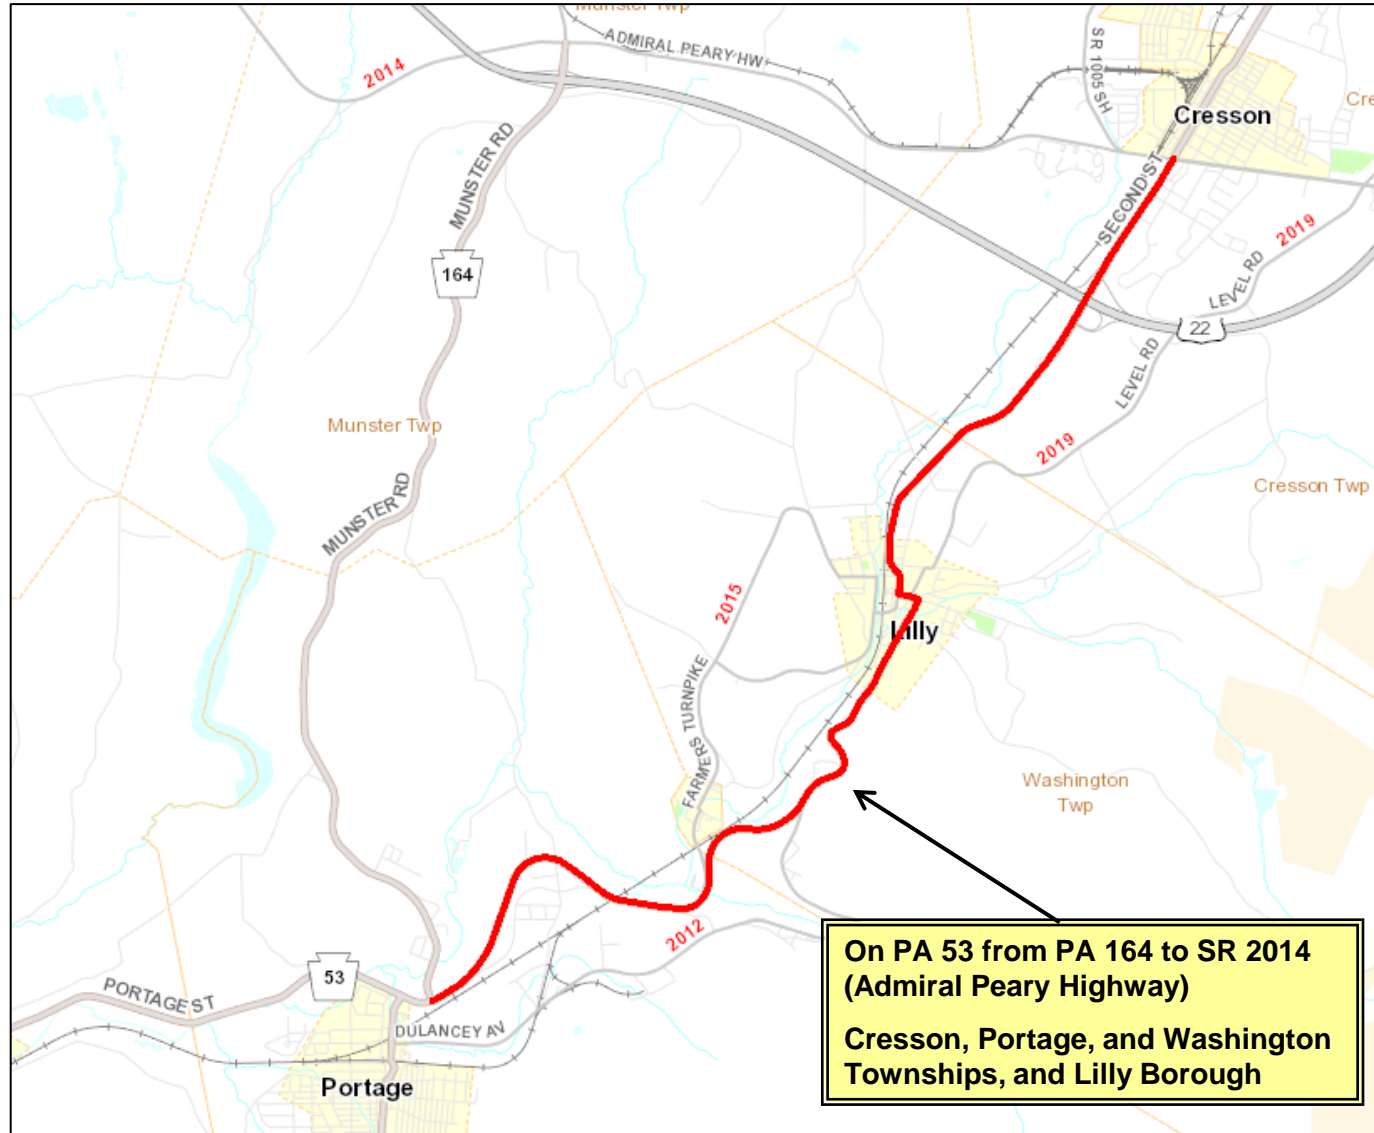 Munster Twp
ADMIRAL PEARY HW
SR 1005 SH
2014
Cresson
Cre
MUNSTER RD
SECOND ST
2019
164
LEVEL RD
22
LEVEL RD
Munster Twp
2019
Cresson Twp
MUNSTER RD
2015
Lilly
FARMERS TURNPIKE
Washington
Twp
2012
53
PORTAGE ST
DULANCEY AV
Portage
On PA 53 from PA 164 to SR 2014
(Admiral Peary Highway)
Cresson, Portage, and Washington
Townships, and Lilly Borough